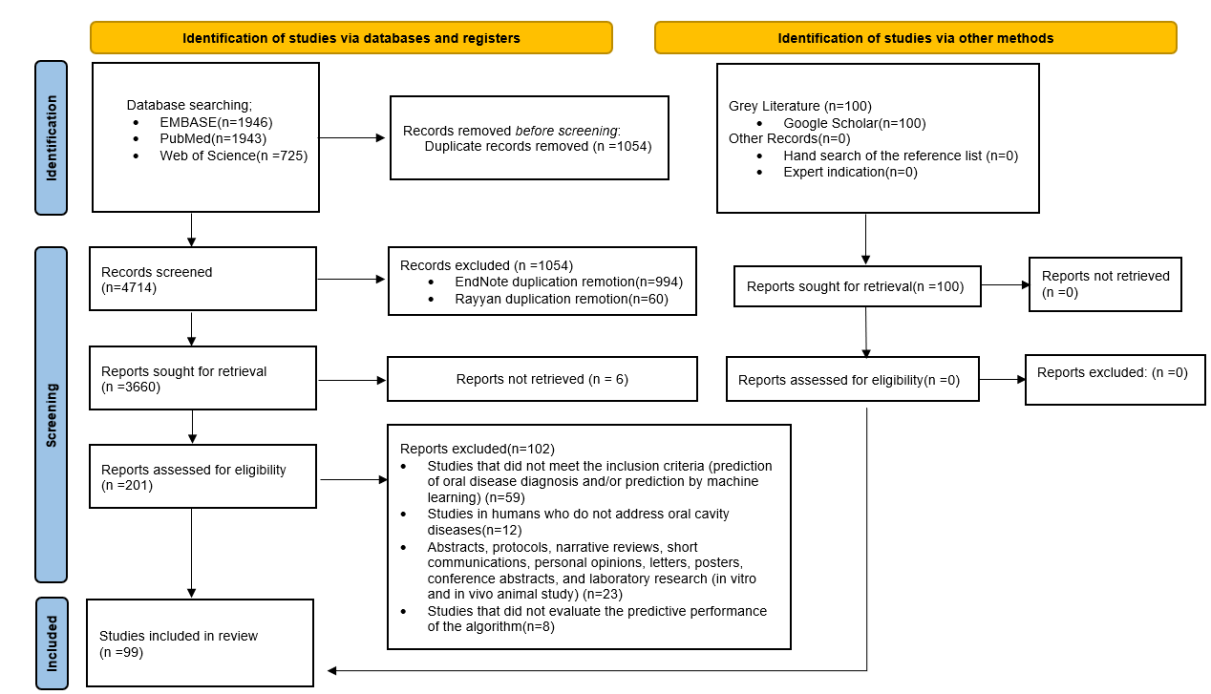 Identification of studies via databases and registers
Identification of studies via other methods
Identification
Database searching;
• EMBASE(n=1946)
• PubMed(n=1943)
• Web of Science(n =725)
Records removed before screening:
Duplicate records removed (n =1054)
Grey Literature (n=100)
• Google Scholar(n=100)
Other Records(n=0)
• Hand search of the reference list (n=0)
• Expert indication(n=0)
Screening
Records screened
(n=4714)
Records excluded (n =1054)
• EndNote duplication remotion(n=994)
• Rayyan duplication remotion(n=60)
Reports sought for retrieval(n =100)
Reports not retrieved
(n =0)
Reports sought for retrieval
(n =3660)
Reports not retrieved (n = 6)
Reports assessed for eligibility(n =0)
Reports excluded: (n =0)
Reports assessed for eligibility
(n =201)
Reports excluded(n=102)
• Studies that did not meet the inclusion criteria (prediction
of oral disease diagnosis and/or prediction by machine
learning) (n=59)
• Studies in humans who do not address oral cavity
diseases(n=12)
• Abstracts, protocols, narrative reviews, short
communications, personal opinions, letters, posters,
conference abstracts, and laboratory research (in vitro
and in vivo animal study) (n=23)
• Studies that did not evaluate the predictive performance
of the algorithm(n=8)
Included
Studies included in review
(n =99)